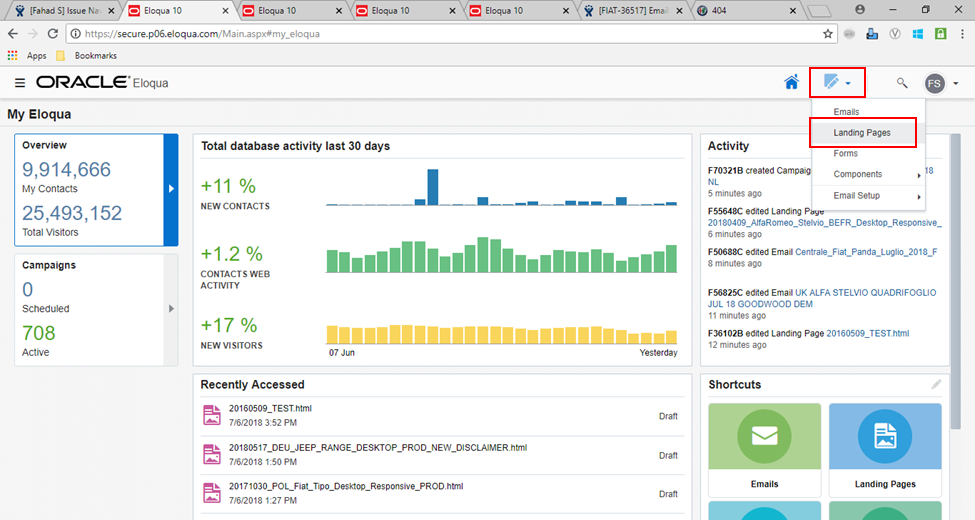 [Fahad S] Issue Nav
Eloqua 10
Eloqua 10
Eloqua 10
Eloqua 10
[FIAT-36517] Email
404
https://secure.p06.eloqua.com/Main.aspx#my_eloqua
Apps
Bookmarks
ORACLE Eloqua
FS
My Eloqua
Emails
Landing Pages
Forms
Components
Email Setup
Overview
9,914,666
My Contacts
25,493,152
Total Visitors
Campaigns
0
Scheduled
708
Active
Total database activity last 30 days
+11 %
NEW CONTACTS
+1.2 %
CONTACTS WEB
ACTIVITY
+17 %
NEW VISITORS
07 Jun
Yesterday
Activity
F70321B created Campai
18
NL
5 minutes ago
F55648C edited Landing Page
20180409_AlfaRomeo_Stelvio_BEFR_Desktop_Responsive_
6 minutes ago
F50688C edited Email Centrale_Fiat_Panda_Luglio_2018_F
8 minutes ago
F56825C edited Email UK ALFA STELVIO QUADRIFOGLIO
JUL 18 GOODWOOD DEM
11 minutes ago
F36102B edited Landing Page 20160509_TEST.html
12 minutes ago
Recently Accessed
20160509_TEST.html
7/6/2018 3:52 PM
Draft
20180517_DEU_JEEP_RANGE_DESKTOP_PROD_NEW_DISCLAIMER.html
7/6/2018 1:50 PM
Draft
20171030_POL_Fiat_Tipo_Desktop_Responsive_PROD.html
7/6/2018 1:27 PM
Draft
Shortcuts
Emails
Landing Pages